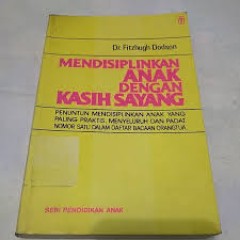 Dr. Fitzhugh Dodson
MENDISIPLINKAN
ANAK
DENGAN
KASIH SAYANG
PENUNTUN MENDISIPLINKAN ANAK YANG
PALING PRAKTIS, MENYELURUH DAN PADAT
NOMOR SATU DALAM DAFTAR BACAAN ORANGTUA
SERI PENDIDIKAN ANAK